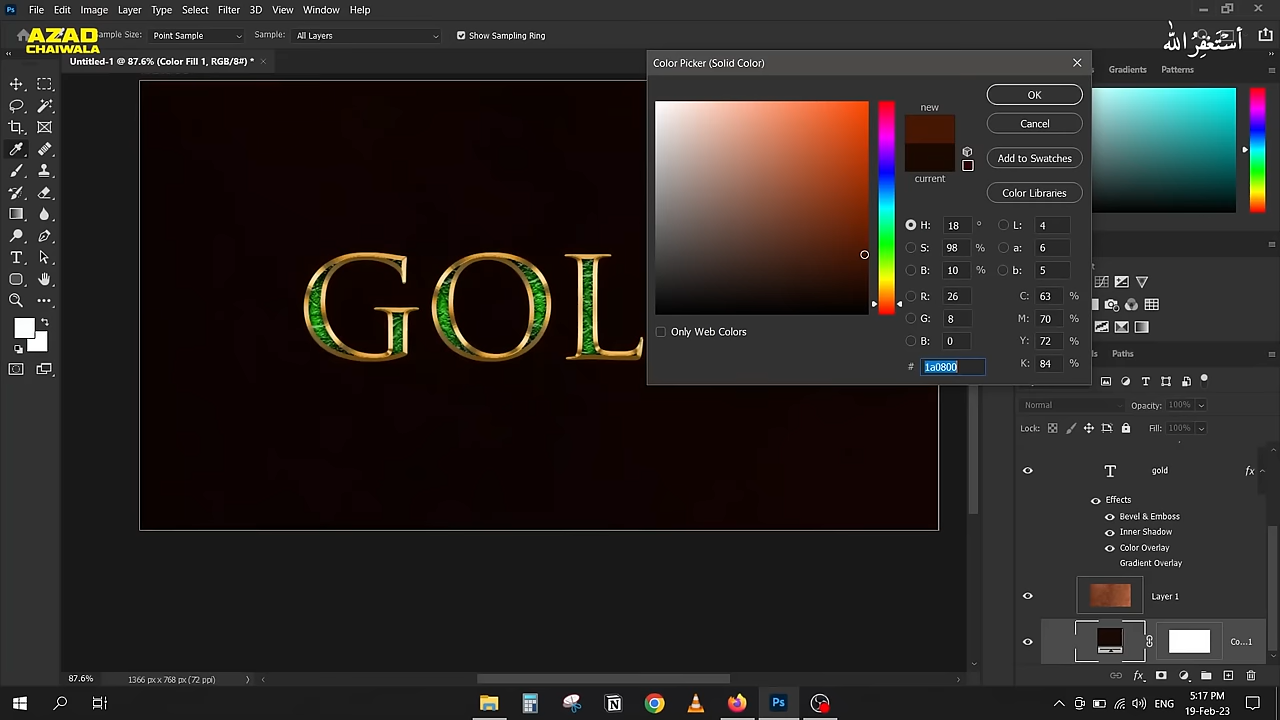 File Edit Image Layer Type Select Filter 3D View Window Help
AZAD
CHAIWALA
ample Size: Point Sample Sample: All Layers Show Sampling Ring
أستغفر الله
Untitled-1 @ 87.6% (Color Fill 1, RGB/8#) *
Color Picker (Solid Color)
Gradients Patterns
new
current
OK
Cancel
Add to Swatches
Color Libraries
H: 18 ° L: 4
S: 98 % a: 6
B: 10 % b: 5
R: 26 C: 63 %
G: 8 M: 70 %
B: 0 Y: 72 %
# 1a0800 K: 84 %
Only Web Colors
GOL
Paths
Normal Opacity: 100%
Lock: Fill: 100%
T gold fx
Effects
Bevel & Emboss
Inner Shadow
Color Overlay
Gradient Overlay
Layer 1
Co...1
87.6% 1366 px x 768 px (72 ppi)
ENG 5:17 PM
19-Feb-23